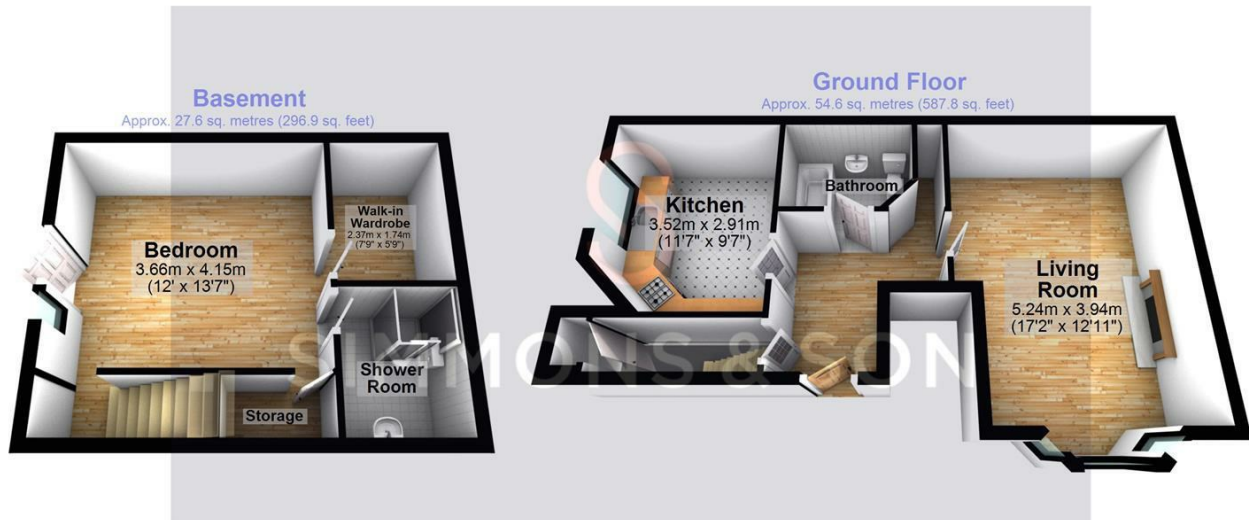 Basement
Approx. 27.6 sq. metres (296.9 sq. feet)
Bedroom
3.66m x 4.15m
(12' x 13'7")
Walk-in
Wardrobe
2.37m x 1.74m
(7'9" x 5'9")
Shower
Room
Storage
Ground Floor
Approx. 54.6 sq. metres (587.8 sq. feet)
Kitchen
3.52m x 2.91m
(11'7" x 9'7")
Bathroom
Living
Room
5.24m x 3.94m
(17'2" x 12'11")
SIMMONS & SON